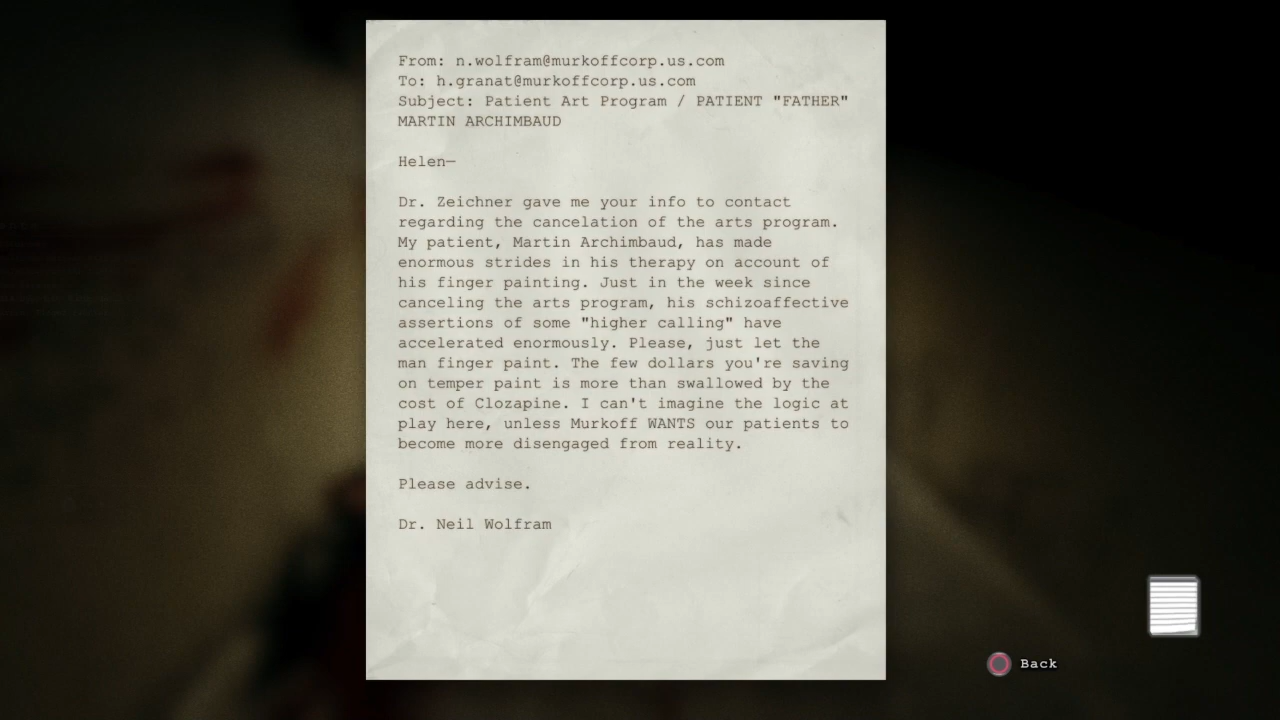 From: n.wolfram@murkoffcorp.us.com
To: h.granat@murkoffcorp.us.com
Subject: Patient Art Program / PATIENT "FATHER"
MARTIN ARCHIMBAUD
Helen—
Dr. Zeichner gave me your info to contact
regarding the cancelation of the arts program.
My patient, Martin Archimbaud, has made
enormous strides in his therapy on account of
his finger painting. Just in the week since
canceling the arts program, his schizoaffective
assertions of some "higher calling" have
accelerated enormously. Please, just let the
man finger paint. The few dollars you're saving
on temper paint is more than swallowed by the
cost of Clozapine. I can't imagine the logic at
play here, unless Murkoff WANTS our patients to
become more disengaged from reality.
Please advise.
Dr. Neil Wolfram
Back